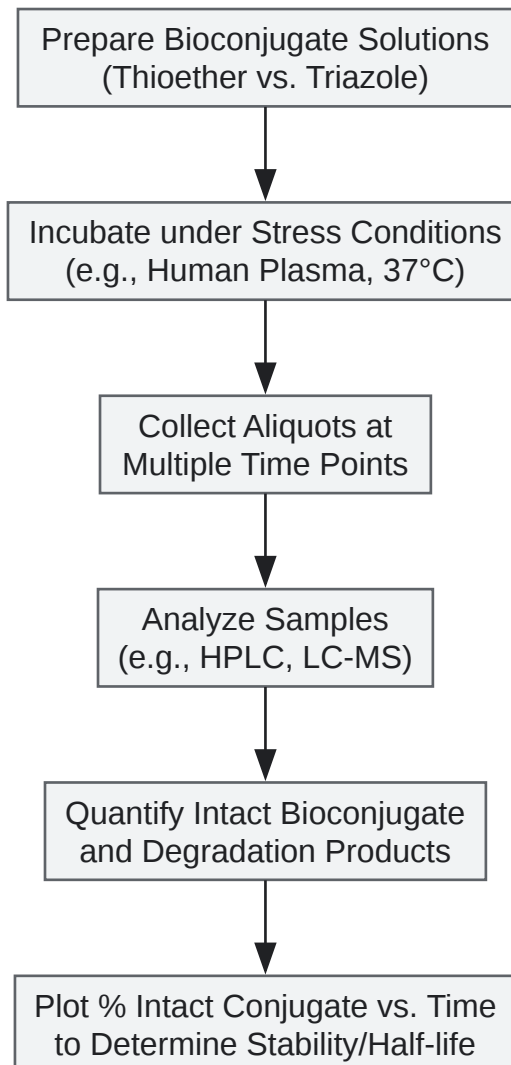 Prepare Bioconjugate Solutions
(Thioether vs. Triazole)
Incubate under Stress Conditions
(e.g., Human Plasma, 37°C)
Collect Aliquots at
Multiple Time Points
Analyze Samples
(e.g., HPLC, LC-MS)
Quantify Intact Bioconjugate
and Degradation Products
Plot % Intact Conjugate vs. Time
to Determine Stability/Half-life